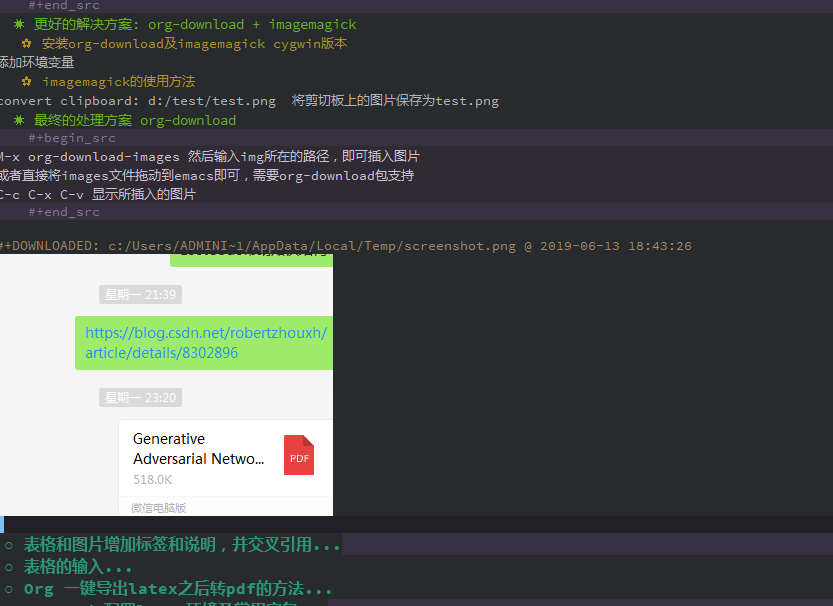 #+end_src
✷ 更好的解决方案: org-download + imagemagick
✿ 安装org-download及imagemagick cygwin版本
添加环境变量
✿ imagemagick的使用方法
convert clipboard: d:/test/test.png 将剪切板上的图片保存为test.png
✷ 最终的处理方案 org-download
#+begin_src
M-x org-download-images 然后输入img所在的路径，即可插入图片
或者直接将images文件拖动到emacs即可，需要org-download包支持
C-c C-x C-v 显示所插入的图片
#+end_src
#+DOWNLOADED: c:/Users/ADMINI~1/AppData/Local/Temp/screenshot.png @ 2019-06-13 18:43:26
星期一 21:39
https://blog.csdn.net/robertzhouxh/
article/details/8302896
星期一 23:20
Generative
Adversarial Netwo...
PDF
518.0K
微信电脑版
○ 表格和图片增加标签和说明，并交叉引用...
○ 表格的输入...
○ Org 一键导出latex之后转pdf的方法...